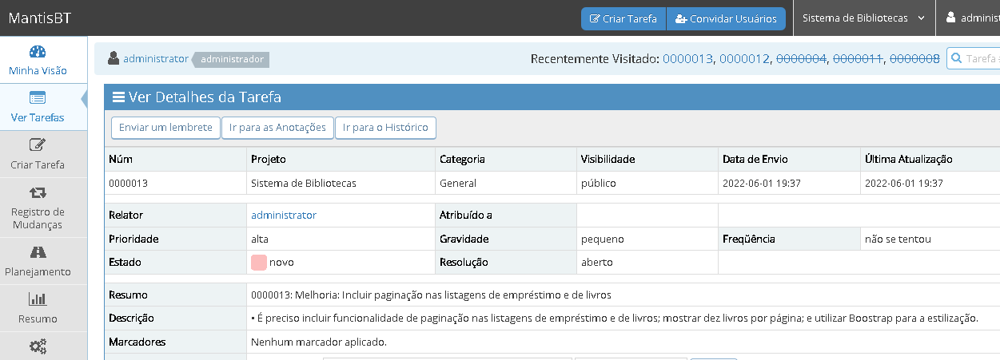 MantisBT
Criar Tarefa Convidar Usuários Sistema de Bibliotecas administ
Minha Visão
Ver Tarefas
Criar Tarefa
Registro de
Mudanças
Planejamento
Resumo
administrator administrador Recentemente Visitado: 0000013, 0000012, 0000004, 0000011, 0000008 Tarefa
Ver Detalhes da Tarefa
Enviar um lembrete Ir para as Anotações Ir para o Histórico
Núm Projeto Categoria Visibilidade Data de Envio Última Atualização
0000013 Sistema de Bibliotecas General público 2022-06-01 19:37 2022-06-01 19:37
Relator administrator Atribuído a
Prioridade alta Gravidade pequeno Freqüência não se tentou
Estado novo Resolução aberto
Resumo 0000013: Melhoria: Incluir paginação nas listagens de empréstimo e de livros
Descrição • É preciso incluir funcionalidade de paginação nas listagens de empréstimo e de livros; mostrar dez livros por página; e utilizar Boostrap para a estilização.
Marcadores Nenhum marcador aplicado.